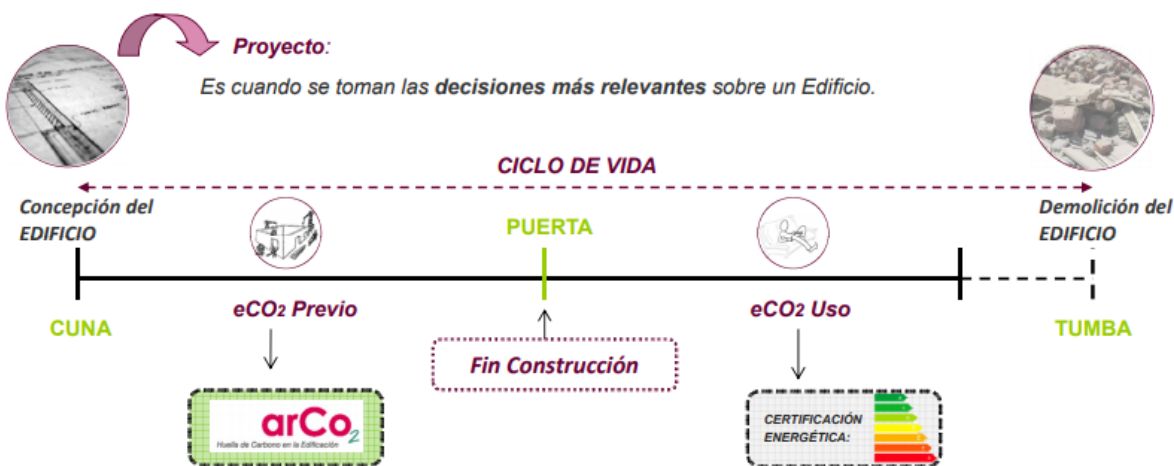 Proyecto:
Es cuando se toman las decisiones más relevantes sobre un Edificio.
CICLO DE VIDA
Concepción del
EDIFICIO
PUERTA
Demolición del
EDIFICIO
eCO2 Previo
eCO2 Uso
CUNA
TUMBA
Fin Construcción
arCo2
Huella de Carbono en la Edificación
CERTIFICACIÓN
ENERGÉTICA: